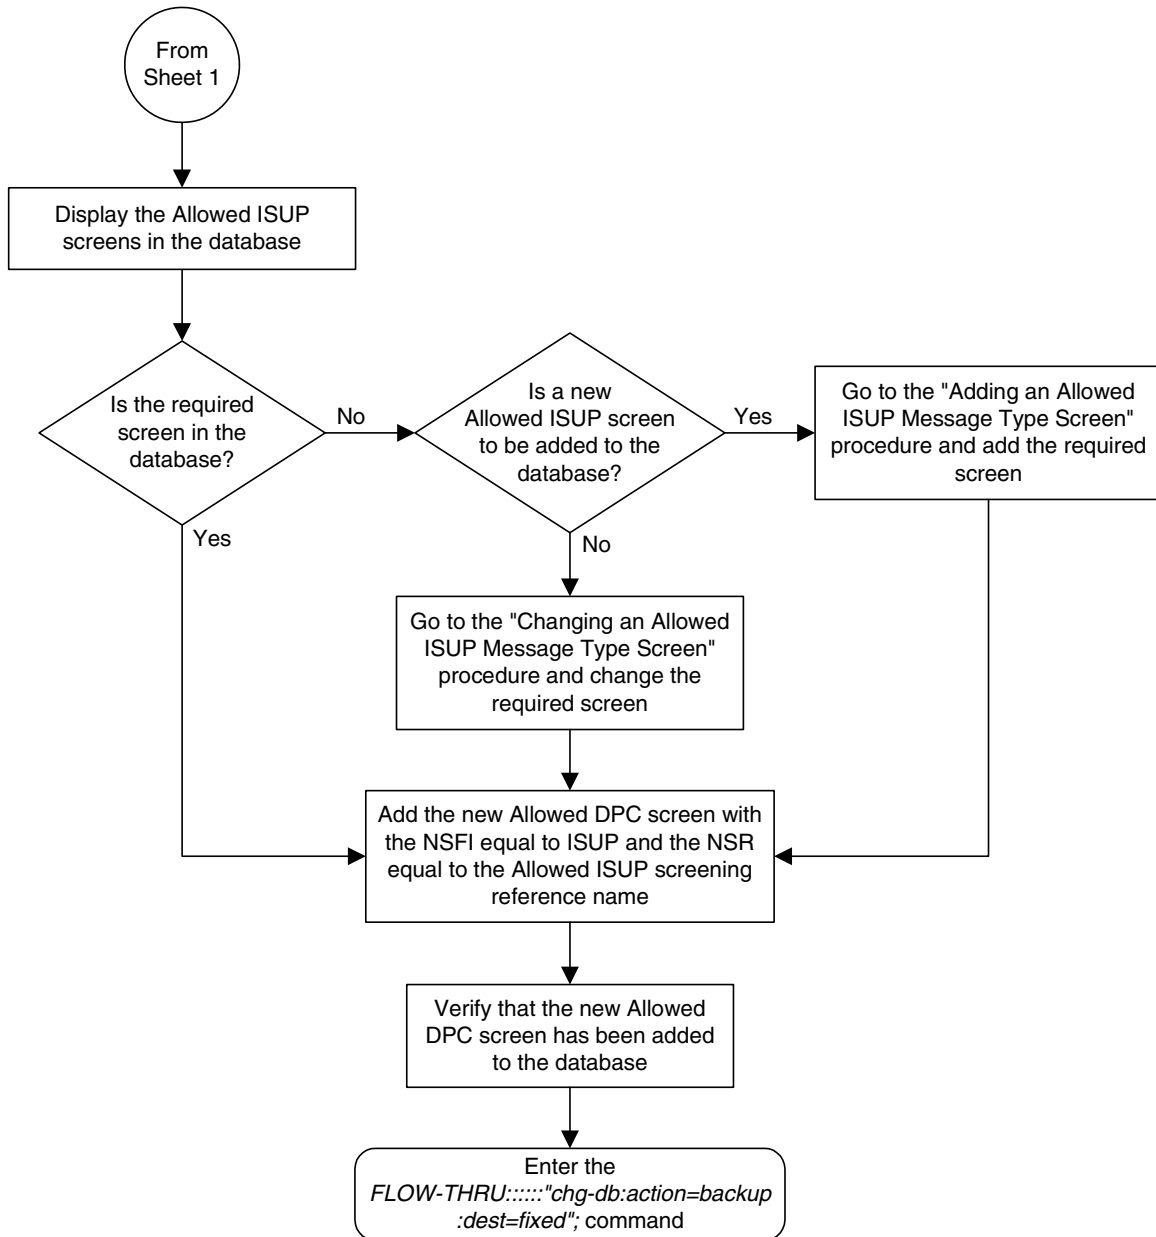 From
Sheet 1
Display the Allowed ISUP
screens in the database
Is the required
screen in the
database?
No
Yes
Is a new
Allowed ISUP screen
to be added to the
database?
Yes
No
Go to the "Adding an Allowed
ISUP Message Type Screen"
procedure and add the required
screen
Go to the "Changing an Allowed
ISUP Message Type Screen"
procedure and change the
required screen
Add the new Allowed DPC screen with
the NSFI equal to ISUP and the NSR
equal to the Allowed ISUP screening
reference name
Verify that the new Allowed
DPC screen has been added
to the database
Enter the
FLOW-THRU::::::"chg-db:action=backup
:dest=fixed"; command